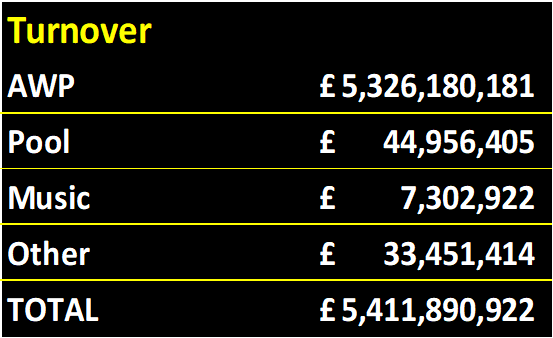 Turnover
AWP £ 5,326,180,181
Pool £ 44,956,405
Music £ 7,302,922
Other £ 33,451,414
TOTAL £ 5,411,890,922